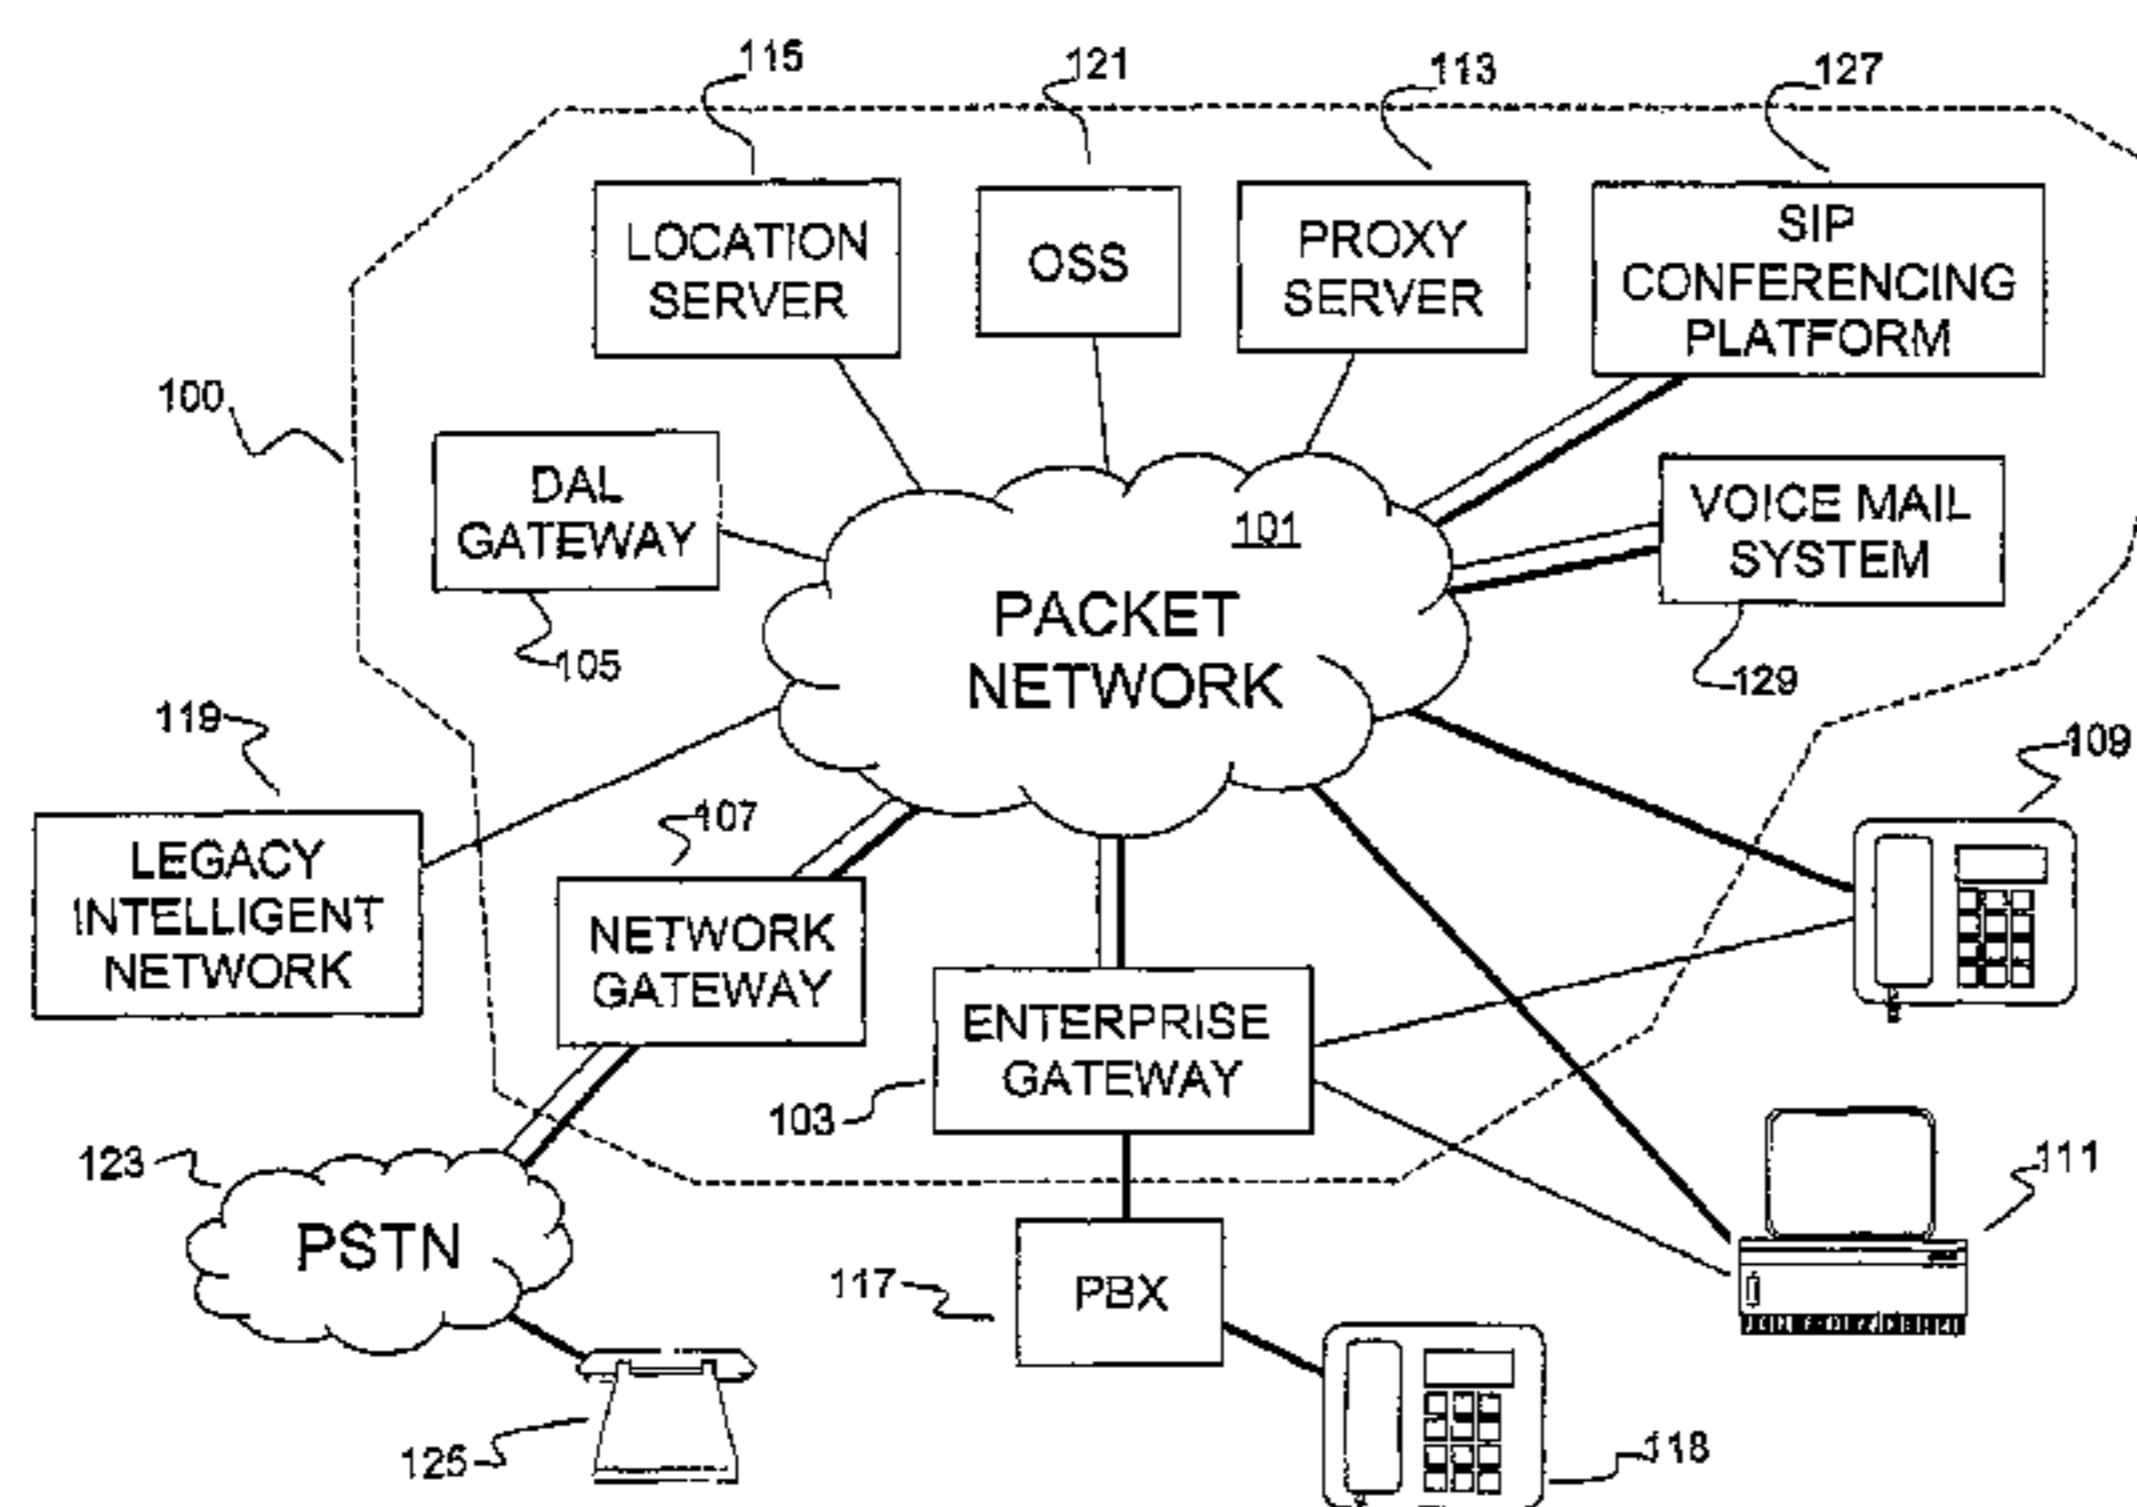 115
121
113
127
LOCATION
SERVER
OSS
PROXY
SERVER
SIP
CONFERENCING
PLATFORM
100
DAL
GATEWAY
105
101
PACKET
NETWORK
VOICE MAIL
SYSTEM
129
119
LEGACY
INTELLIGENT
NETWORK
107
NETWORK
GATEWAY
109
ENTERPRISE
GATEWAY
103
123
PSTN
111
117
PBX
125
118